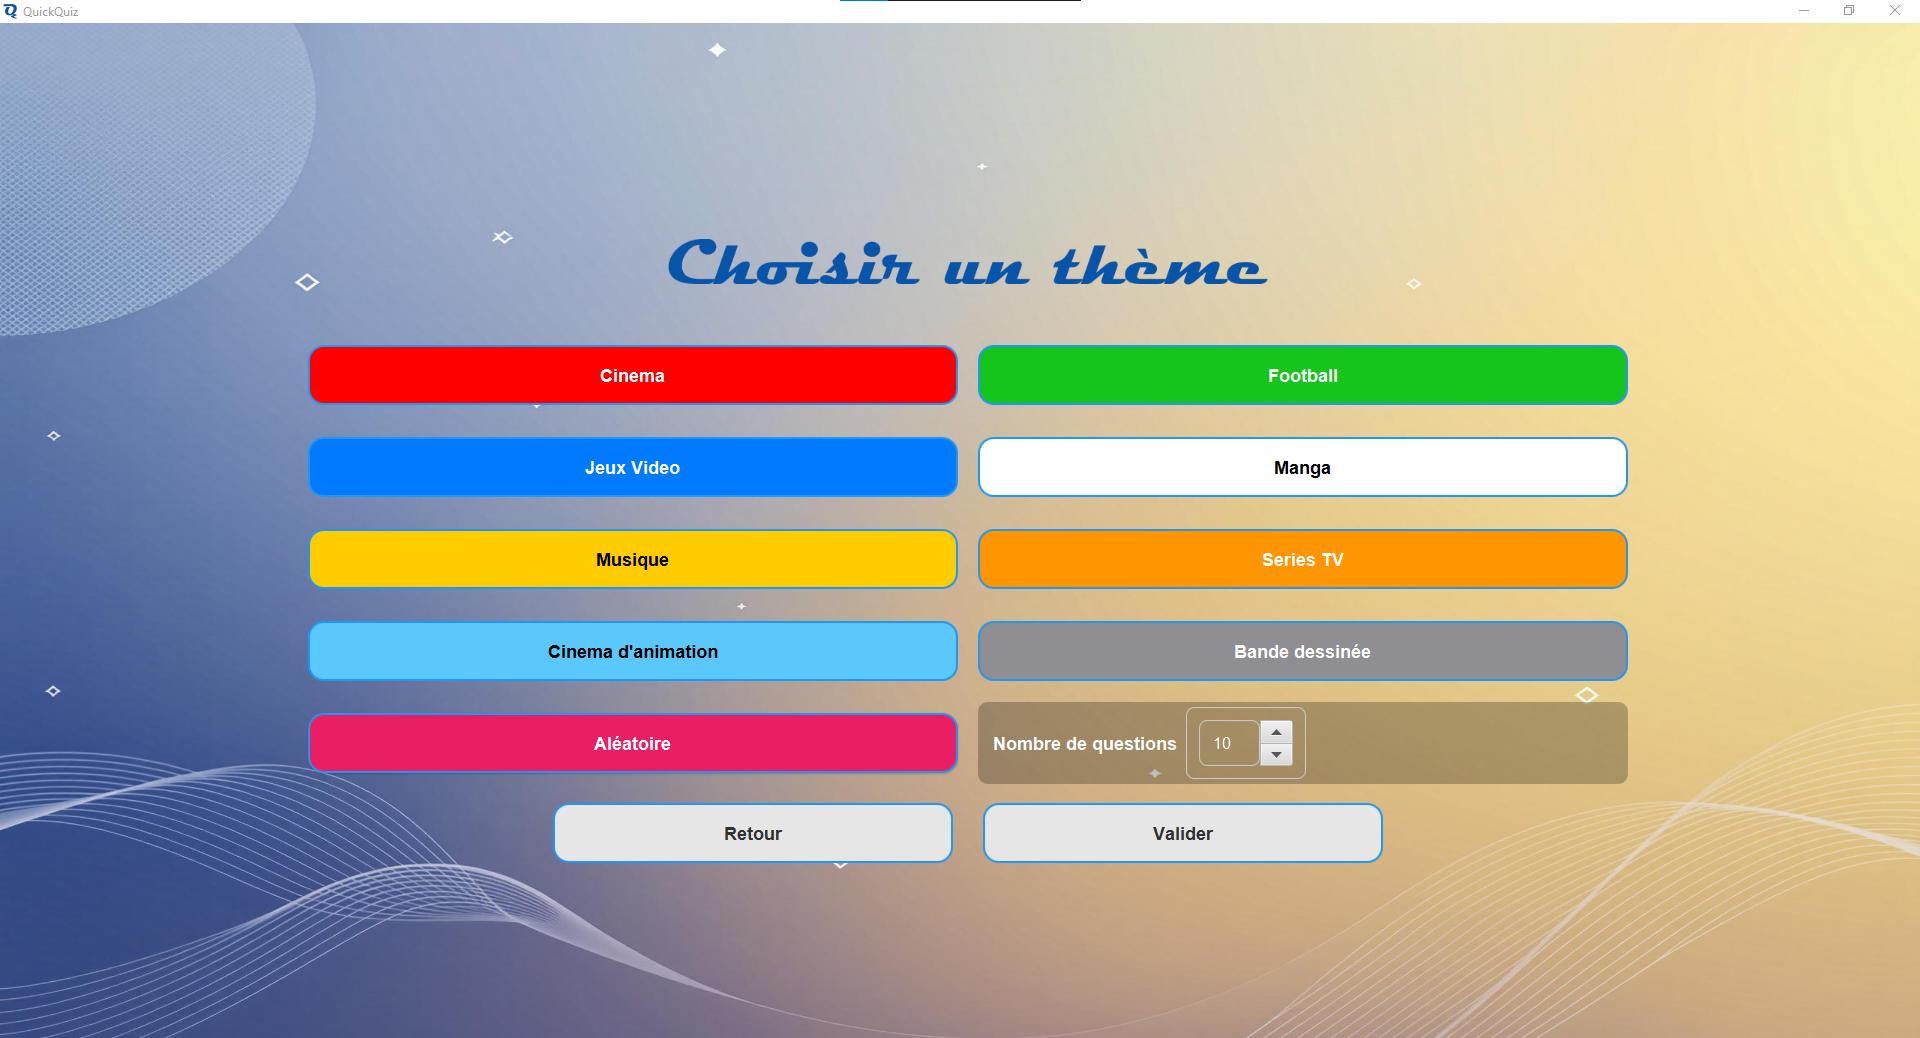 QuickQuiz
Choisir un thème
Cinema
Football
Jeux Video
Manga
Musique
Series TV
Cinema d'animation
Bande dessinée
Aléatoire
Nombre de questions 10
Retour
Valider